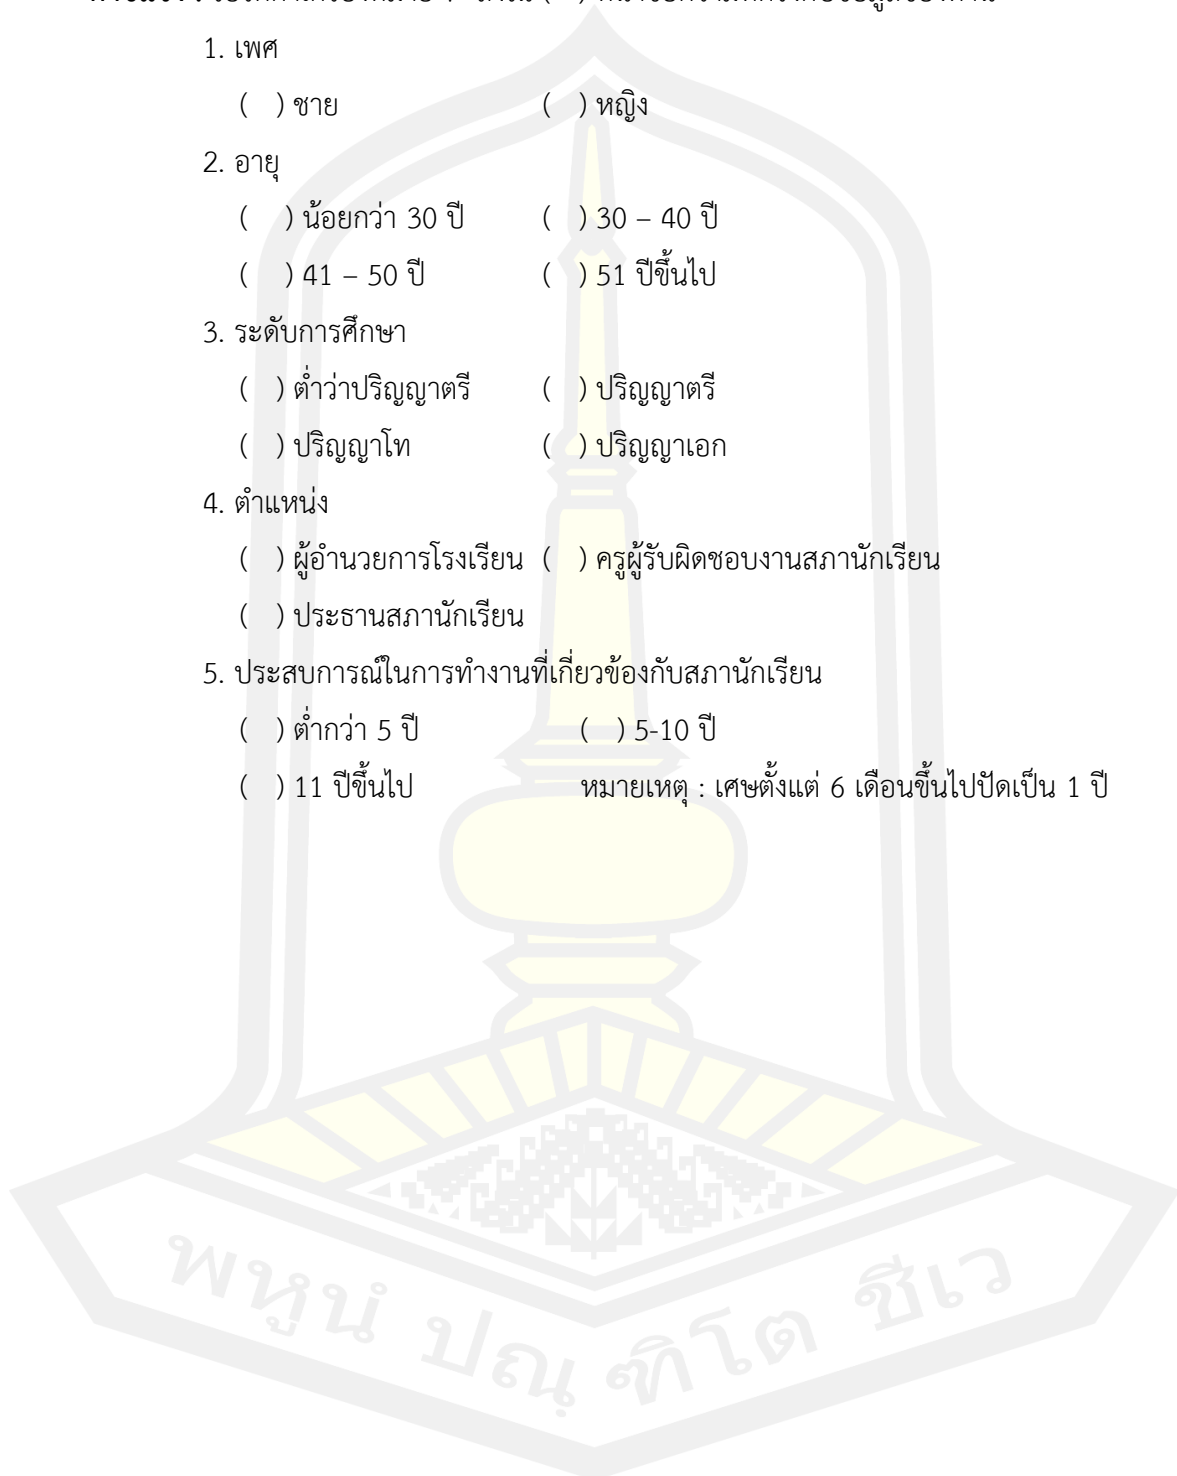 1. เพศ
( ) ชาย ( ) หญิง
2. อายุ
( ) น้อยกว่า 30 ปี ( ) 30 – 40 ปี
( ) 41 – 50 ปี ( ) 51 ปีขึ้นไป
3. ระดับการศึกษา
( ) ต่ำว่าปริญญาตรี ( ) ปริญญาตรี
( ) ปริญญาโท ( ) ปริญญาเอก
4. ตำแหน่ง
( ) ผู้อำนวยการโรงเรียน ( ) ครูผู้รับผิดชอบงานสภานักเรียน
( ) ประธานสภานักเรียน
5. ประสบการณ์ในการทำงานที่เกี่ยวข้องกับสภานักเรียน
( ) ต่ำกว่า 5 ปี ( ) 5-10 ปี
( ) 11 ปีขึ้นไป หมายเหตุ : เศษตั้งแต่ 6 เดือนขึ้นไปปัดเป็น 1 ปี
พหูนํ ปณฺฑิโต ชีเว